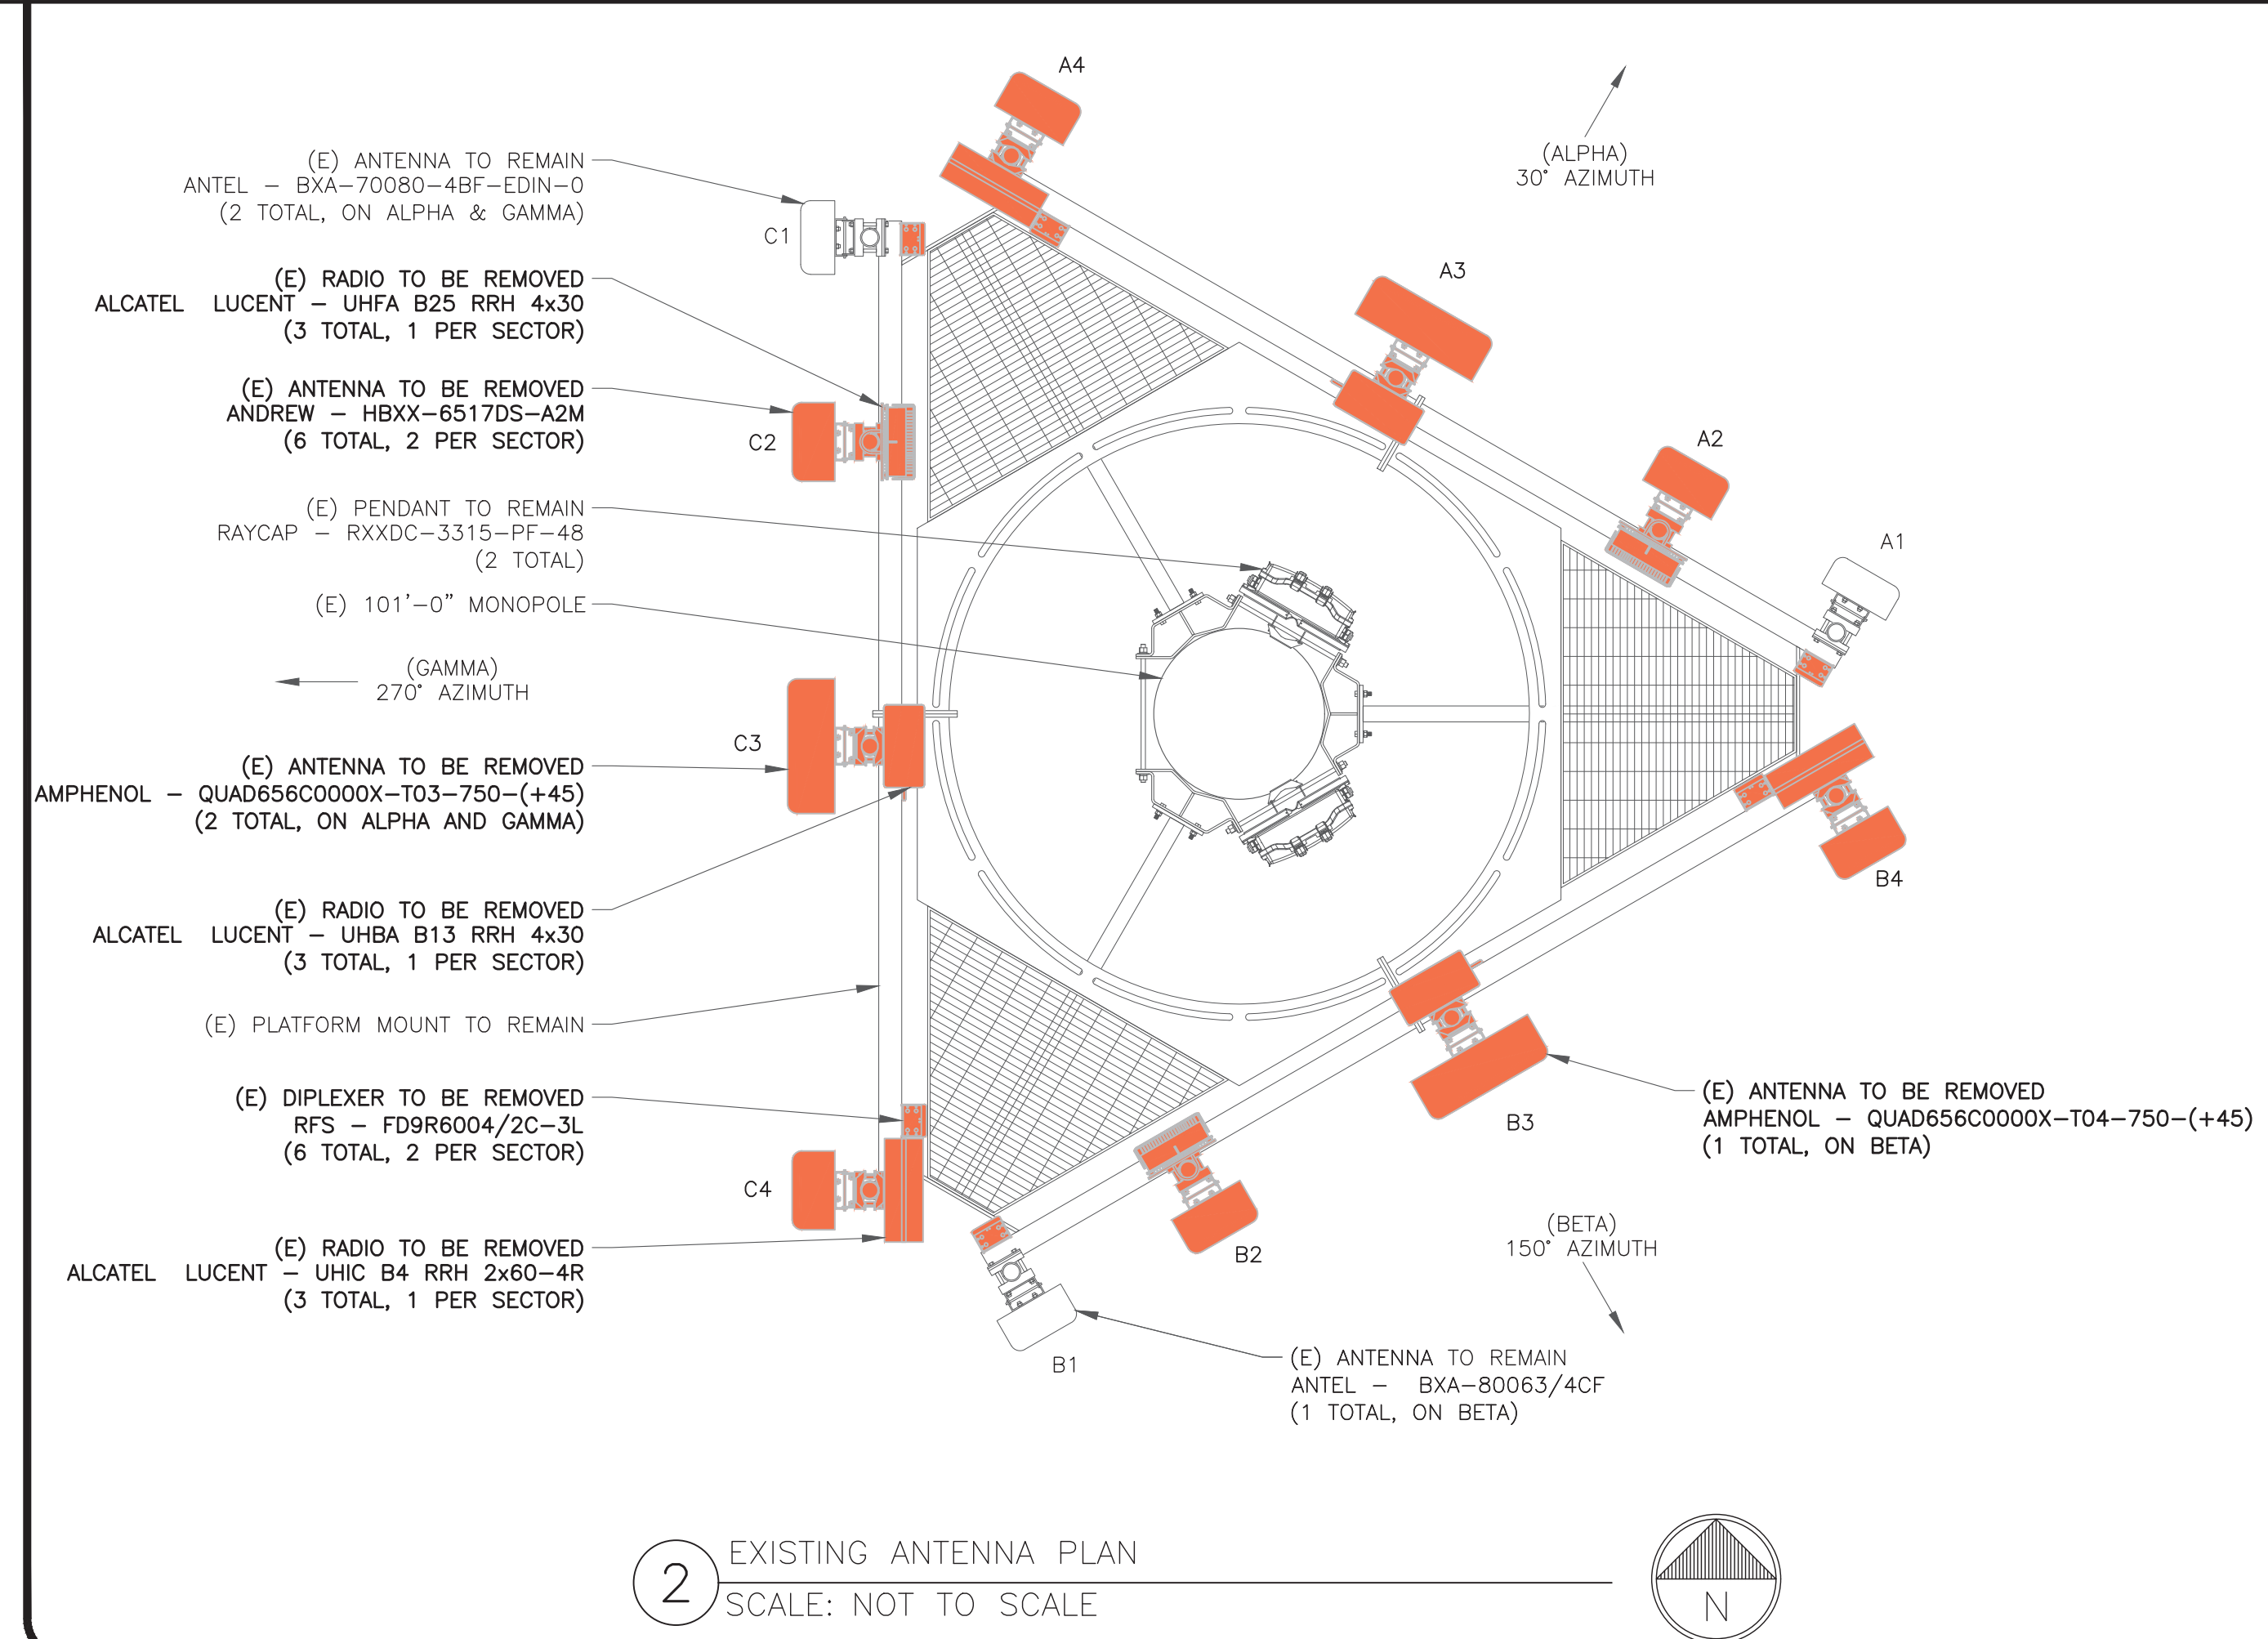 A4
(ALPHA)
30° AZIMUTH
(E) ANTENNA TO REMAIN
ANTEL - BXA-70080-4BF-EDIN-0
(2 TOTAL, ON ALPHA & GAMMA)
C1
(E) RADIO TO BE REMOVED
ALCATEL LUCENT - UHFA B25 RRH 4x30
(3 TOTAL, 1 PER SECTOR)
A3
(E) ANTENNA TO BE REMOVED
ANDREW - HBXX-6517DS-A2M
(6 TOTAL, 2 PER SECTOR)
C2
A2
(E) PENDANT TO REMAIN
RAYCAP - RXXDC-3315-PF-48
(2 TOTAL)
A1
(E) 101'-0" MONOPOLE
(GAMMA)
270° AZIMUTH
C3
(E) ANTENNA TO BE REMOVED
AMPHENOL - QUAD656C0000X-T03-750-(+45)
(2 TOTAL, ON ALPHA AND GAMMA)
B4
(E) RADIO TO BE REMOVED
ALCATEL LUCENT - UHBA B13 RRH 4x30
(3 TOTAL, 1 PER SECTOR)
(E) PLATFORM MOUNT TO REMAIN
(E) DIPLEXER TO BE REMOVED
RFS - FD9R6004/2C-3L
(6 TOTAL, 2 PER SECTOR)
B3
(E) ANTENNA TO BE REMOVED
AMPHENOL - QUAD656C0000X-T04-750-(+45)
(1 TOTAL, ON BETA)
C4
(E) RADIO TO BE REMOVED
ALCATEL LUCENT - UHIC B4 RRH 2x60-4R
(3 TOTAL, 1 PER SECTOR)
B2
(BETA)
150° AZIMUTH
B1
(E) ANTENNA TO REMAIN
ANTEL - BXA-80063/4CF
(1 TOTAL, ON BETA)
2
EXISTING ANTENNA PLAN
SCALE: NOT TO SCALE
N